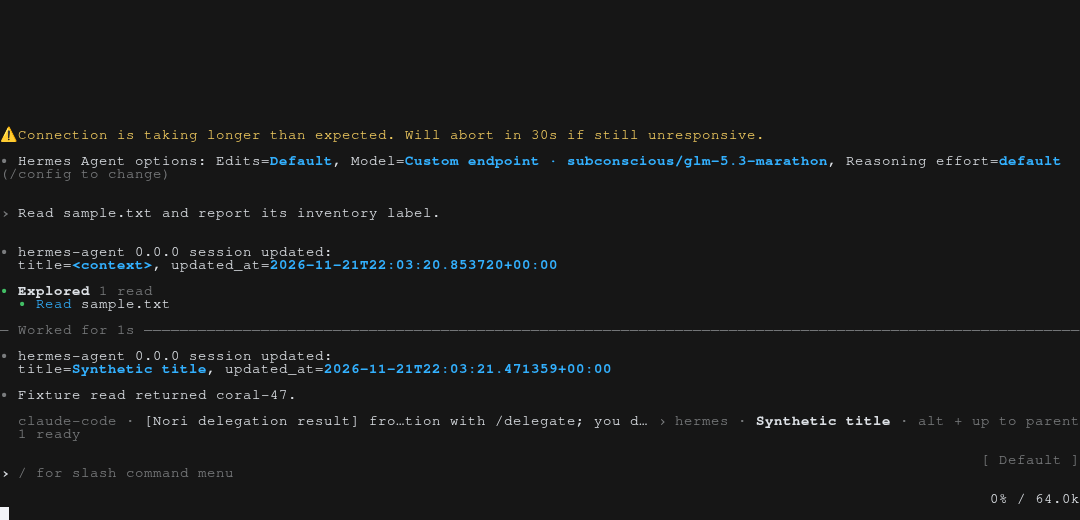 ⚠Connection is taking longer than expected. Will abort in 30s if still unresponsive.
• Hermes Agent options: Edits=Default, Model=Custom endpoint · subconscious/glm-5.3-marathon, Reasoning effort=default
(/config to change)
› Read sample.txt and report its inventory label.
• hermes-agent 0.0.0 session updated:
title=<context>, updated_at=2026-11-21T22:03:20.853720+00:00
• Explored 1 read
• Read sample.txt
─ Worked for 1s ─
• hermes-agent 0.0.0 session updated:
title=Synthetic title, updated_at=2026-11-21T22:03:21.471359+00:00
• Fixture read returned coral-47.
claude-code · [Nori delegation result] fro…tion with /delegate; you d… › hermes · Synthetic title · alt + up to parent
1 ready
[ Default ]
› / for slash command menu
0% / 64.0k